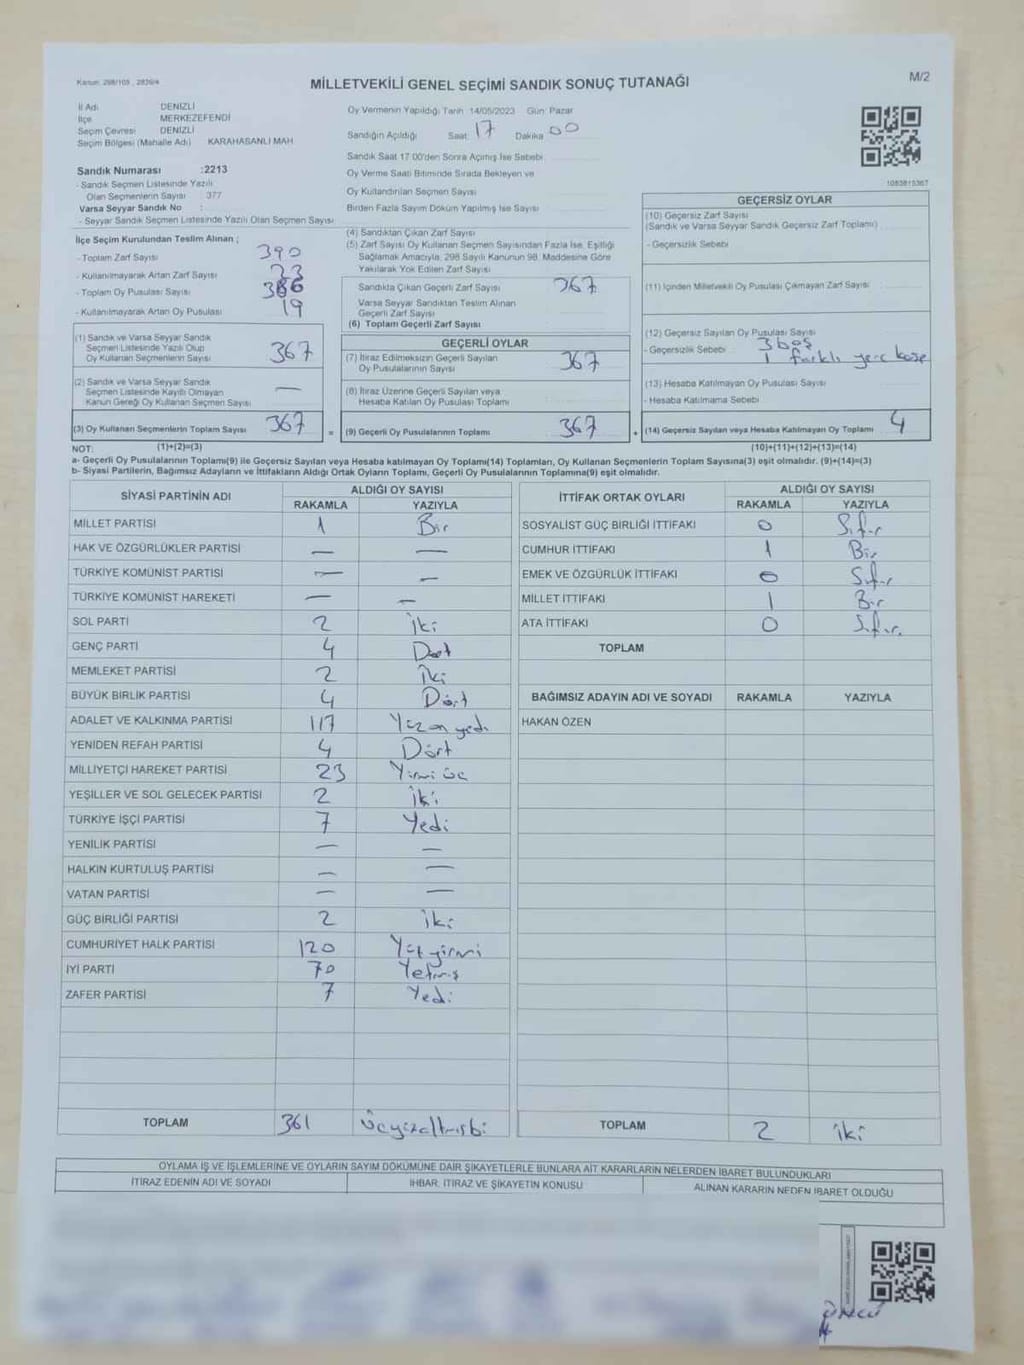 Kanun: 298/105, 2839/4
MİLLETVEKİLİ GENEL SEÇİMİ SANDIK SONUÇ TUTANAĞI
M/2
İl Adı DENİZLİ
İlçe MERKEZEFENDİ
Seçim Çevresi DENİZLİ
Seçim Bölgesi (Mahalle Adı) KARAHASANLI MAH
Oy Vermenin Yapıldığı Tarih 14/05/2023 Gün: Pazar
Sandığın Açıldığı Saat: 17 Dakika 00
Sandık Saat 17:00'den Sonra Açılmış İse Sebebi
Oy Verme Saati Bitiminde Sırada Bekleyen ve
Oy Kullandırılan Seçmen Sayısı
Birden Fazla Sayım Döküm Yapılmış İse Sayısı
1083815367
Sandık Numarası :2213
- Sandık Seçmen Listesinde Yazılı
Olan Seçmenlerin Sayısı : 377
Varsa Seyyar Sandık No :
- Seyyar Sandık Seçmen Listesinde Yazılı Olan Seçmen Sayısı
İlçe Seçim Kurulundan Teslim Alınan ;
- Toplam Zarf Sayısı 390
- Kullanılmayarak Artan Zarf Sayısı 23
- Toplam Oy Pusulası Sayısı 386
- Kullanılmayarak Artan Oy Pusulası 19
(1) Sandık ve Varsa Seyyar Sandık
Seçmen Listesinde Yazılı Olup
Oy Kullanan Seçmenlerin Sayısı 367
(2) Sandık ve Varsa Seyyar Sandık
Seçmen Listesinde Kayıtlı Olmayan
Kanun Gereği Oy Kullanan Seçmen Sayısı —
(3) Oy Kullanan Seçmenlerin Toplam Sayısı 367
(4) Sandıktan Çıkan Zarf Sayısı
(5) Zarf Sayısı Oy Kullanan Seçmen Sayısından Fazla İse, Eşitliği
Sağlamak Amacıyla, 298 Sayılı Kanunun 98. Maddesine Göre
Yakılarak Yok Edilen Zarf Sayısı
Sandıkta Çıkan Geçerli Zarf Sayısı 367
Varsa Seyyar Sandıktan Teslim Alınan
Geçerli Zarf Sayısı
(6) Toplam Geçerli Zarf Sayısı
GEÇERLİ OYLAR
(7) İtiraz Edilmeksizin Geçerli Sayılan
Oy Pusulalarının Sayısı 367
(8) İtiraz Üzerine Geçerli Sayılan veya
Hesaba Katılan Oy Pusulası Toplamı
= (9) Geçerli Oy Pusulalarının Toplamı 367
GEÇERSİZ OYLAR
(10) Geçersiz Zarf Sayısı
(Sandık ve Varsa Seyyar Sandık Geçersiz Zarf Toplamı)
- Geçersizlik Sebebi
(11) İçinden Milletvekili Oy Pusulası Çıkmayan Zarf Sayısı
(12) Geçersiz Sayılan Oy Pusulası Sayısı
- Geçersizlik Sebebi 3 boş
1 farklı yere kaşe
(13) Hesaba Katılmayan Oy Pusulası Sayısı
- Hesaba Katılmama Sebebi
+ (14) Geçersiz Sayılan veya Hesaba Katılmayan Oy Toplamı 4
NOT: (1)+(2)=(3) (10)+(11)+(12)+(13)=(14)
a- Geçerli Oy Pusulalarının Toplamı(9) ile Geçersiz Sayılan veya Hesaba katılmayan Oy Toplamı(14) Toplamları, Oy Kullanan Seçmenlerin Toplam Sayısına(3) eşit olmalıdır. (9)+(14)=(3)
b- Siyasi Partilerin, Bağımsız Adayların ve İttifakların Aldığı Ortak Oyların Toplamı, Geçerli Oy Pusulalarının Toplamına(9) eşit olmalıdır.
SİYASİ PARTİNİN ADI ALDIĞI OY SAYISI
RAKAMLA YAZIYLA
MİLLET PARTİSİ 1 Bir
HAK VE ÖZGÜRLÜKLER PARTİSİ — —
TÜRKİYE KOMÜNİST PARTİSİ — —
TÜRKİYE KOMÜNİST HAREKETİ — —
SOL PARTİ 2 İki
GENÇ PARTİ 4 Dört
MEMLEKET PARTİSİ 2 İki
BÜYÜK BİRLİK PARTİSİ 4 Dört
ADALET VE KALKINMA PARTİSİ 117 Yüz on yedi
YENİDEN REFAH PARTİSİ 4 Dört
MİLLİYETÇİ HAREKET PARTİSİ 23 Yirmi üç
YEŞİLLER VE SOL GELECEK PARTİSİ 2 İki
TÜRKİYE İŞÇİ PARTİSİ 7 Yedi
YENİLİK PARTİSİ — —
HALKIN KURTULUŞ PARTİSİ — —
VATAN PARTİSİ — —
GÜÇ BİRLİĞİ PARTİSİ 2 İki
CUMHURİYET HALK PARTİSİ 120 Yüz yirmi
İYİ PARTİ 70 Yetmiş
ZAFER PARTİSİ 7 Yedi
TOPLAM 361 Üçyüzaltmışbi
İTTİFAK ORTAK OYLARI ALDIĞI OY SAYISI
RAKAMLA YAZIYLA
SOSYALİST GÜÇ BİRLİĞİ İTTİFAKI 0 Sıfır
CUMHUR İTTİFAKI 1 Bir
EMEK VE ÖZGÜRLÜK İTTİFAKI 0 Sıfır
MİLLET İTTİFAKI 1 Bir
ATA İTTİFAKI 0 Sıfır
TOPLAM
BAĞIMSIZ ADAYIN ADI VE SOYADI RAKAMLA YAZIYLA
HAKAN ÖZEN
TOPLAM 2 İki
OYLAMA İŞ VE İŞLEMLERİNE VE OYLARIN SAYIM DÖKÜMÜNE DAİR ŞİKAYETLERLE BUNLARA AİT KARARLARIN NELERDEN İBARET BULUNDUKLARI
İTİRAZ EDENİN ADI VE SOYADI İHBAR, İTİRAZ VE ŞİKAYETİN KONUSU ALINAN KARARIN NEDEN İBARET OLDUĞU